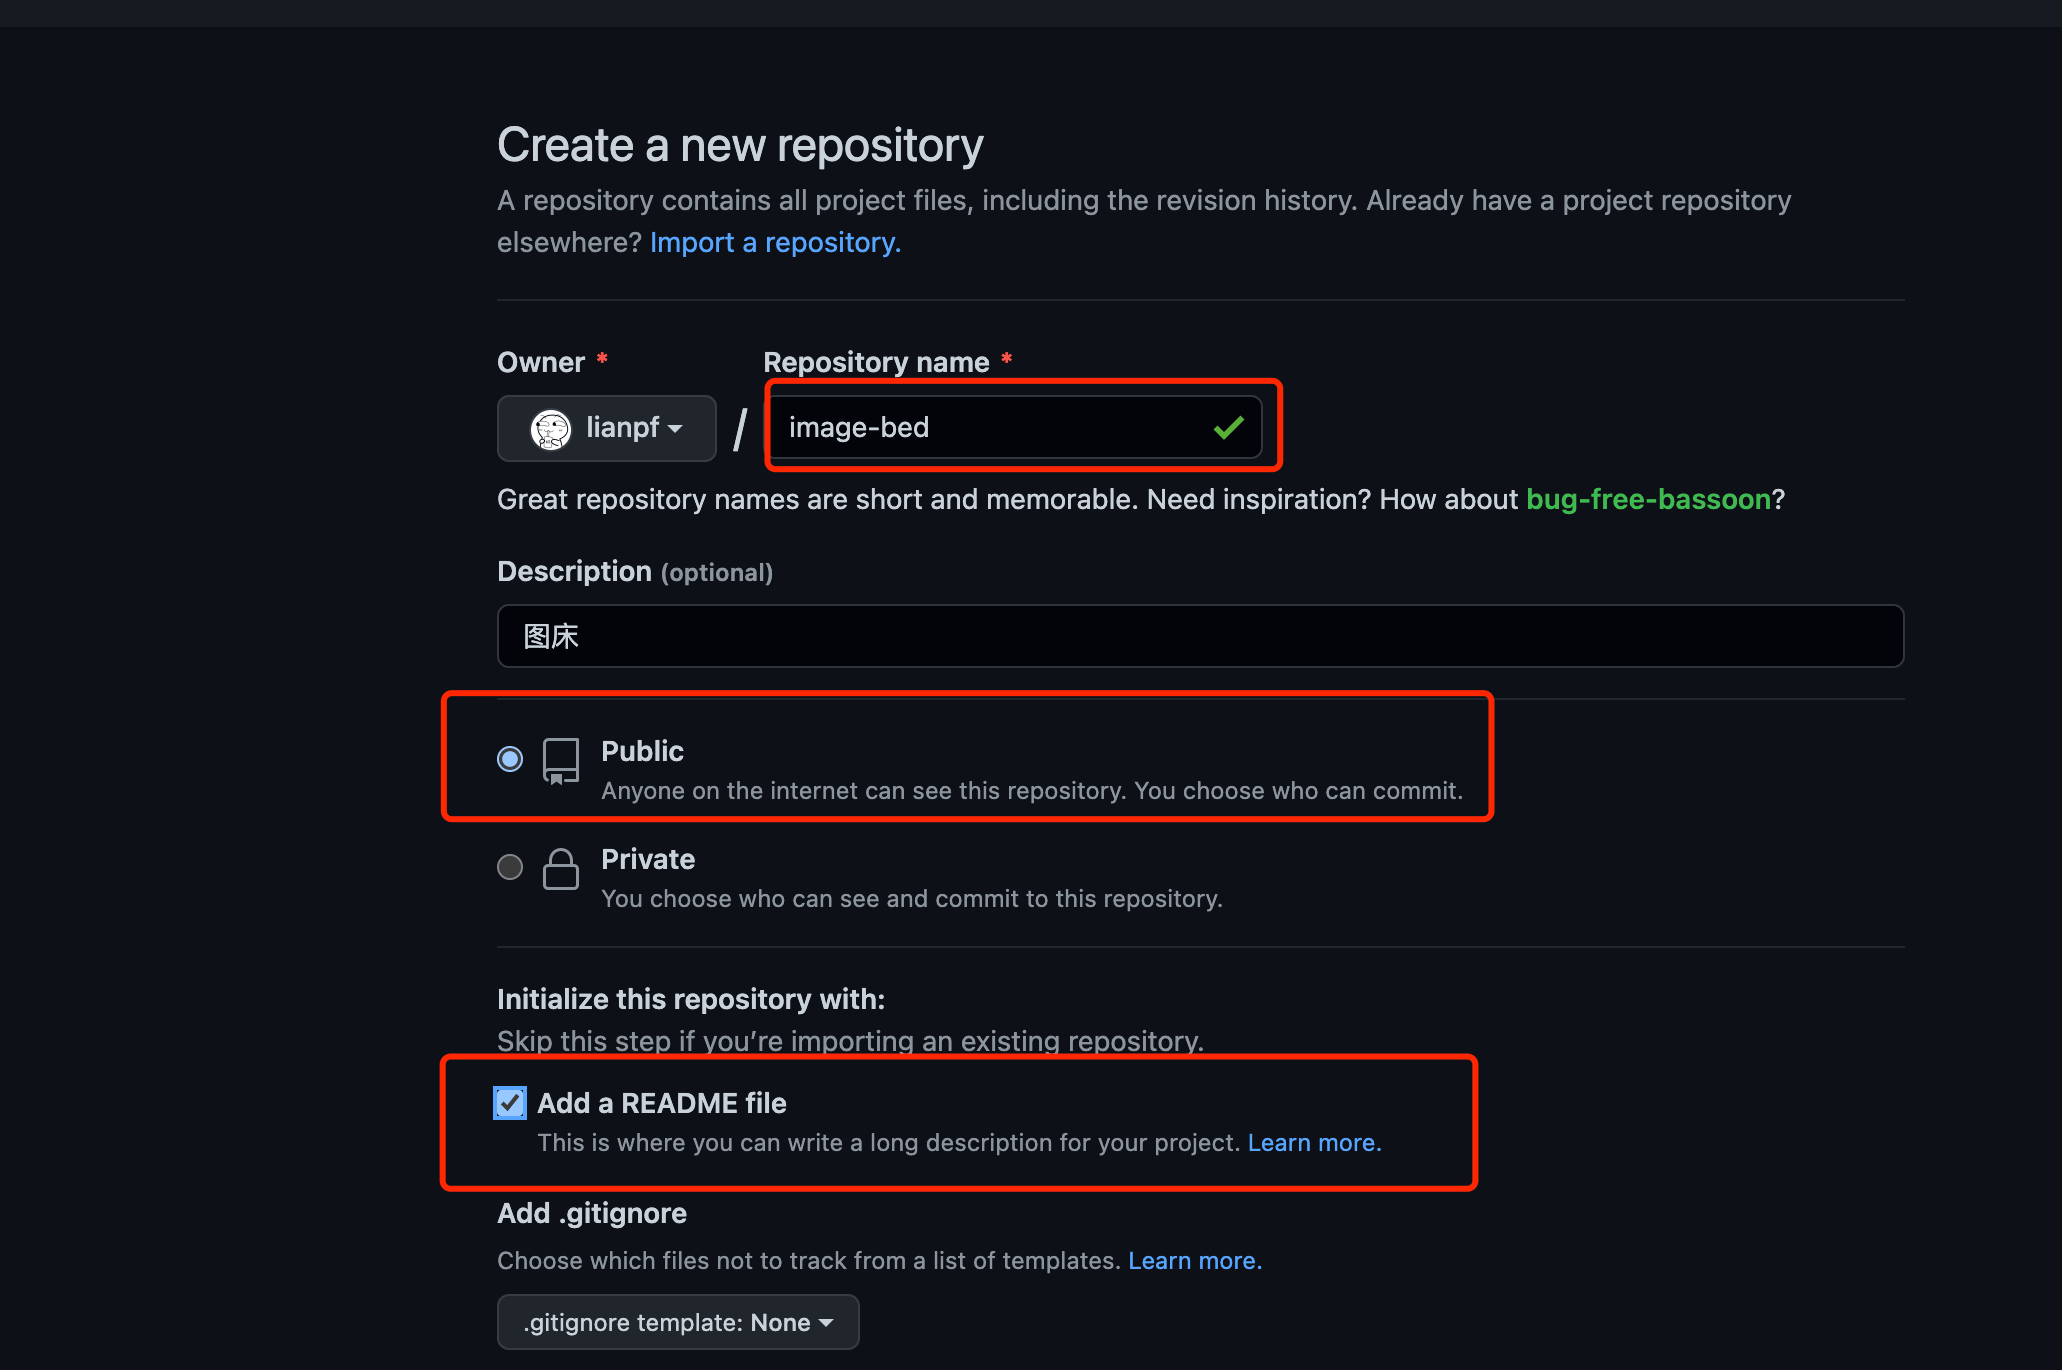 Create a new repository
A repository contains all project files, including the revision history. Already have a project repository
elsewhere? Import a repository.
Owner * Repository name *
lianpf / image-bed
Great repository names are short and memorable. Need inspiration? How about bug-free-bassoon?
Description (optional)
图床
Public
Anyone on the internet can see this repository. You choose who can commit.
Private
You choose who can see and commit to this repository.
Initialize this repository with:
Skip this step if you’re importing an existing repository.
Add a README file
This is where you can write a long description for your project. Learn more.
Add .gitignore
Choose which files not to track from a list of templates. Learn more.
.gitignore template: None